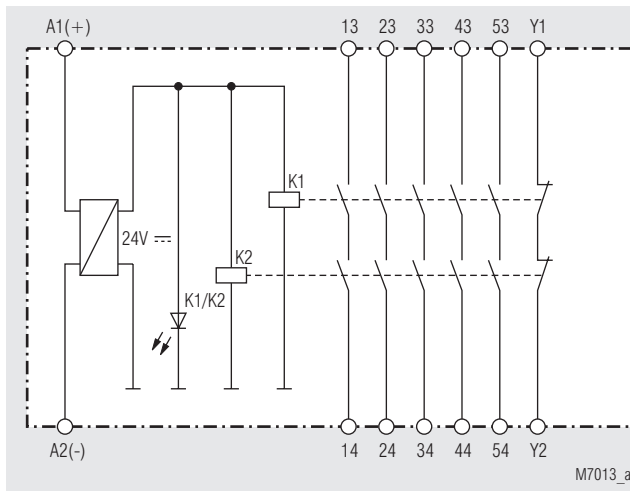 A1(+) 13 23 33 43 53 Y1
K1
24V
K2
K1/K2
A2(-) 14 24 34 44 54 Y2
M7013_a